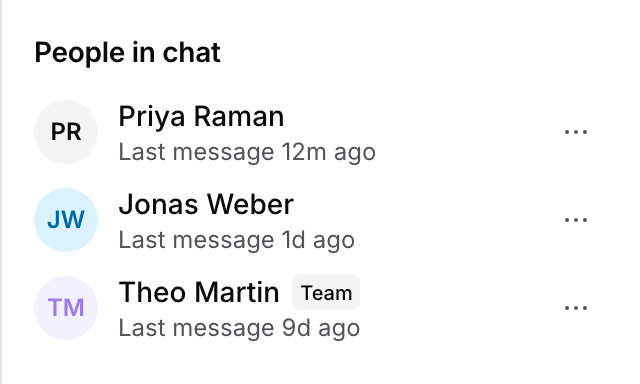 People in chat
PR
Priya Raman
Last message 12m ago
JW
Jonas Weber
Last message 1d ago
TM
Theo Martin Team
Last message 9d ago